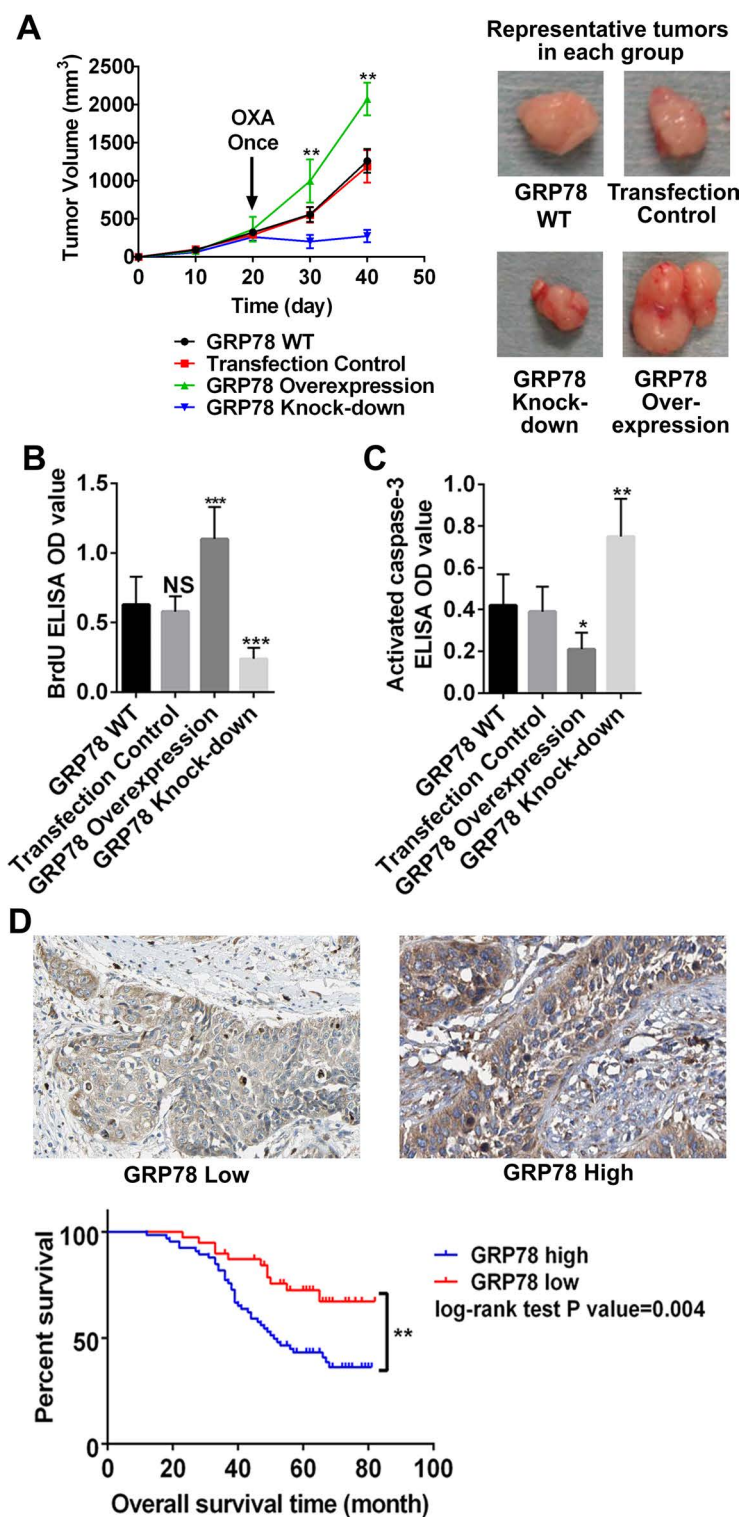 A
Tumor Volume (mm3)
2500
2000
1500
1000
500
0
OXA
Once
**
**
0 10 20 30 40 50
Time (day)
GRP78 WT
Transfection Control
GRP78 Overexpression
GRP78 Knock-down
Representative tumors
in each group
GRP78
WT
Transfection
Control
GRP78
Knock-
down
GRP78
Over-
expression
B
BrdU ELISA OD value
1.5
1.0
0.5
0.0
NS
***
***
GRP78 WT
Transfection Control
GRP78 Overexpression
GRP78 Knock-down
C
Activated caspase-3
ELISA OD value
1.0
0.8
0.6
0.4
0.2
0.0
*
**
GRP78 WT
Transfection Control
GRP78 Overexpression
GRP78 Knock-down
D
GRP78 Low
GRP78 High
Percent survival
100
50
0
0 20 40 60 80 100
Overall survival time (month)
**
GRP78 high
GRP78 low
log-rank test P value=0.004